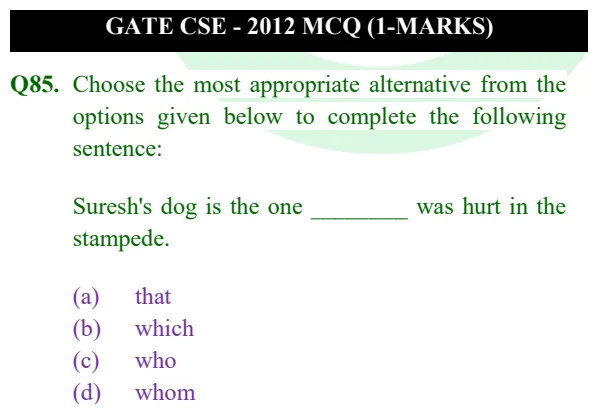 GATE CSE - 2012 MCQ (1-MARKS)
Q85. Choose the most appropriate alternative from the
options given below to complete the following
sentence:
Suresh's dog is the one ________ was hurt in the
stampede.
(a) that
(b) which
(c) who
(d) whom